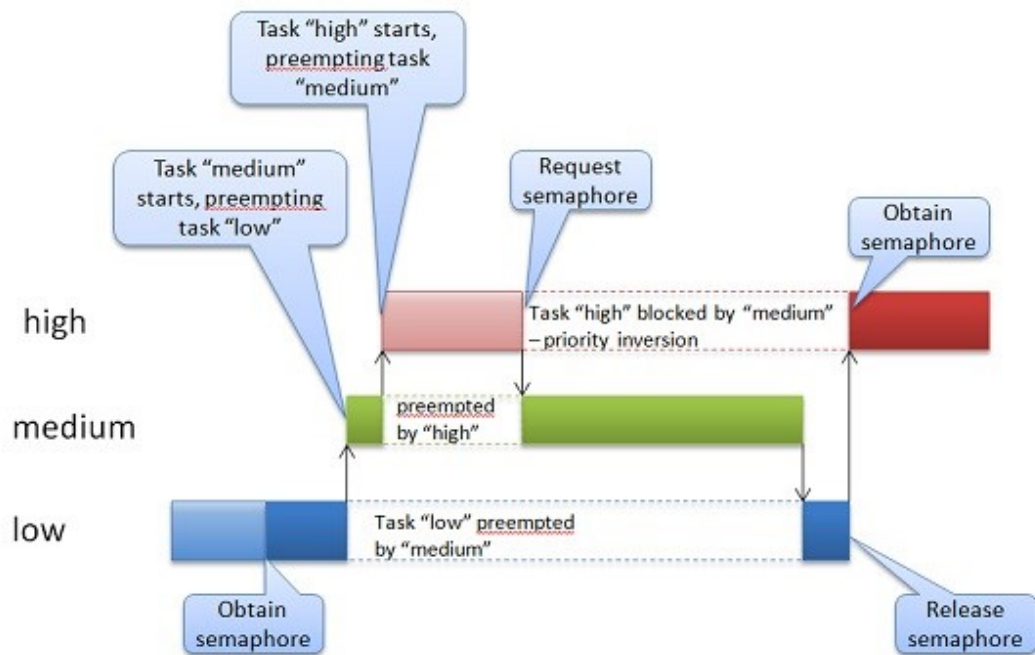 Task “high” starts,
preempting task
“medium”
Task “medium”
starts, preempting
task “low”
Request
semaphore
Obtain
semaphore
high
Task “high” blocked by “medium”
– priority inversion
medium
preempted
by “high”
low
Task “low” preempted
by “medium”
Obtain
semaphore
Release
semaphore